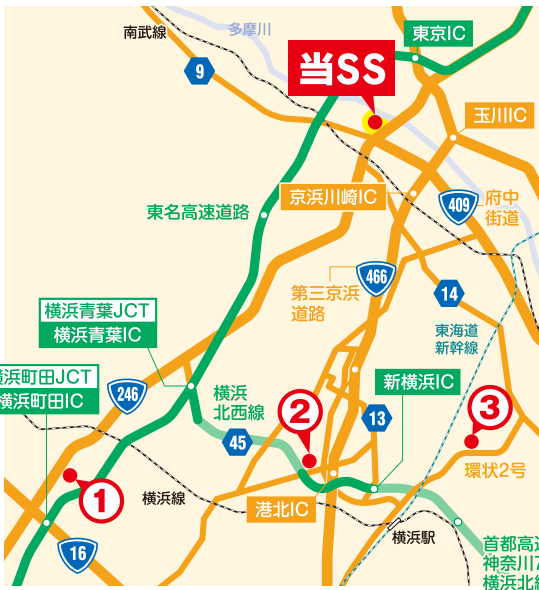 南武線
多摩川
東京IC
9
当SS
玉川IC
京浜川崎IC
409
府中
街道
東名高速道路
466
第三京浜
道路
14
東海道
新幹線
横浜青葉JCT
横浜青葉IC
横浜町田JCT
横浜町田IC
246
横浜
北西線
新横浜IC
2
13
3
45
環状2号
1
横浜線
港北IC
横浜駅
16
首都高速
神奈川7
横浜北線